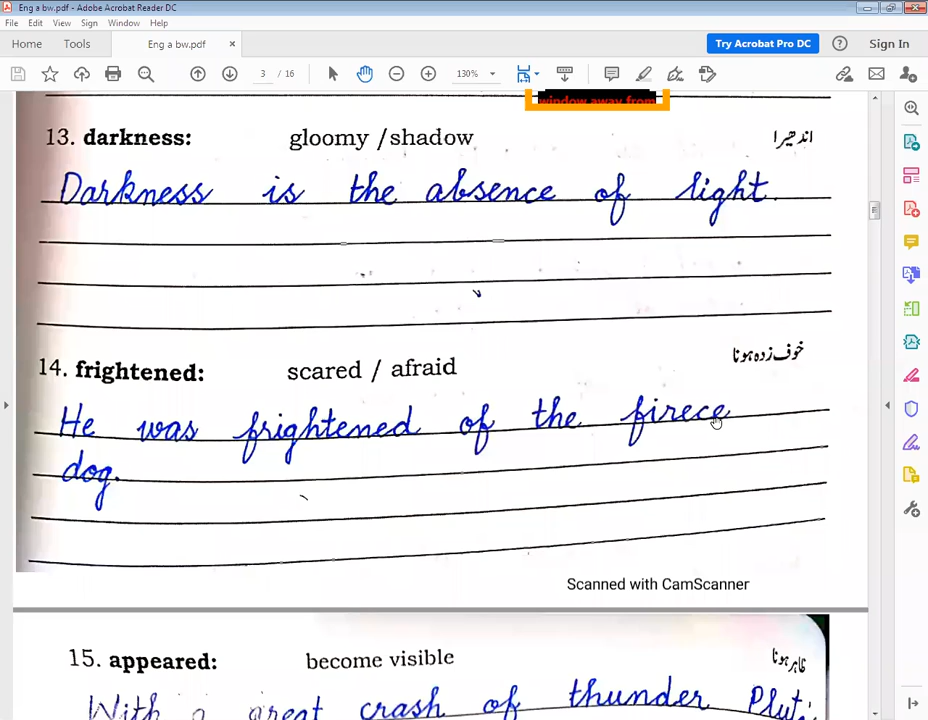 Eng a bw.pdf - Adobe Acrobat Reader DC
File Edit View Sign Window Help
Home Tools Eng a bw.pdf × Try Acrobat Pro DC Sign In
3 / 16 130%
window away from
13. darkness: gloomy /shadow اندھیرا
Darkness is the absence of light.
14. frightened: scared / afraid خوف زدہ ہونا
He was frightened of the firece
dog.
Scanned with CamScanner
15. appeared: become visible ظاہر ہونا
With a great crash of thunder Pluto